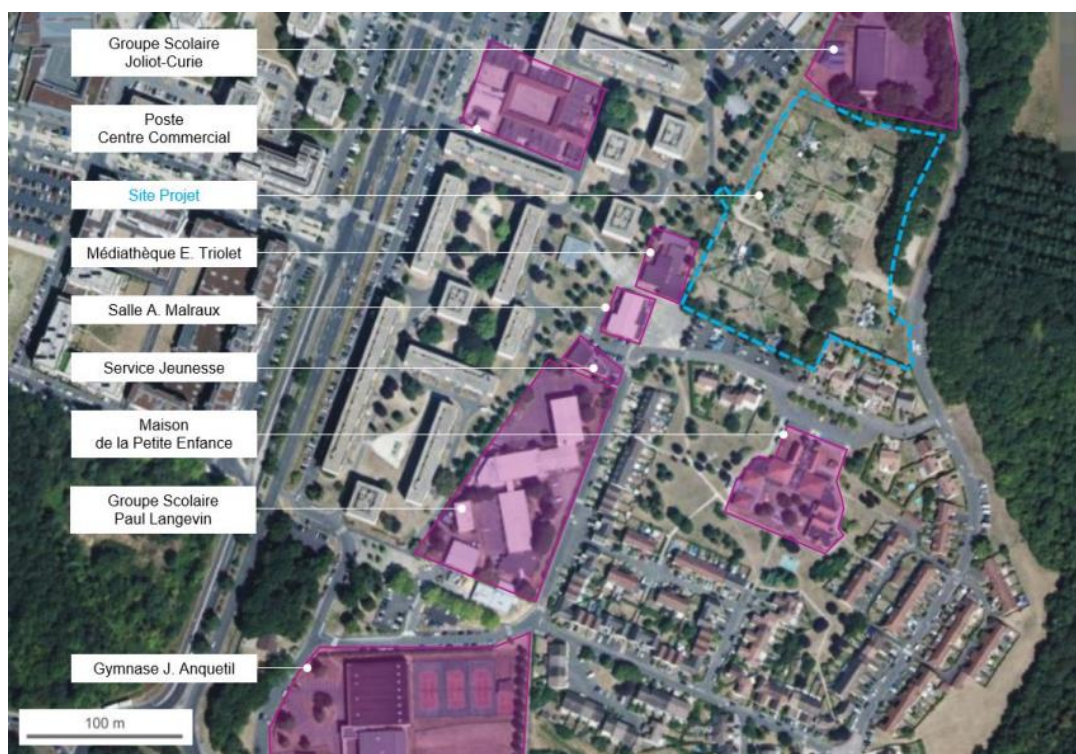 Groupe Scolaire
Joliot-Curie
Poste
Centre Commercial
Site Projet
Médiathèque E. Triolet
Salle A. Malraux
Service Jeunesse
Maison
de la Petite Enfance
Groupe Scolaire
Paul Langevin
Gymnase J. Anquetil
100 m